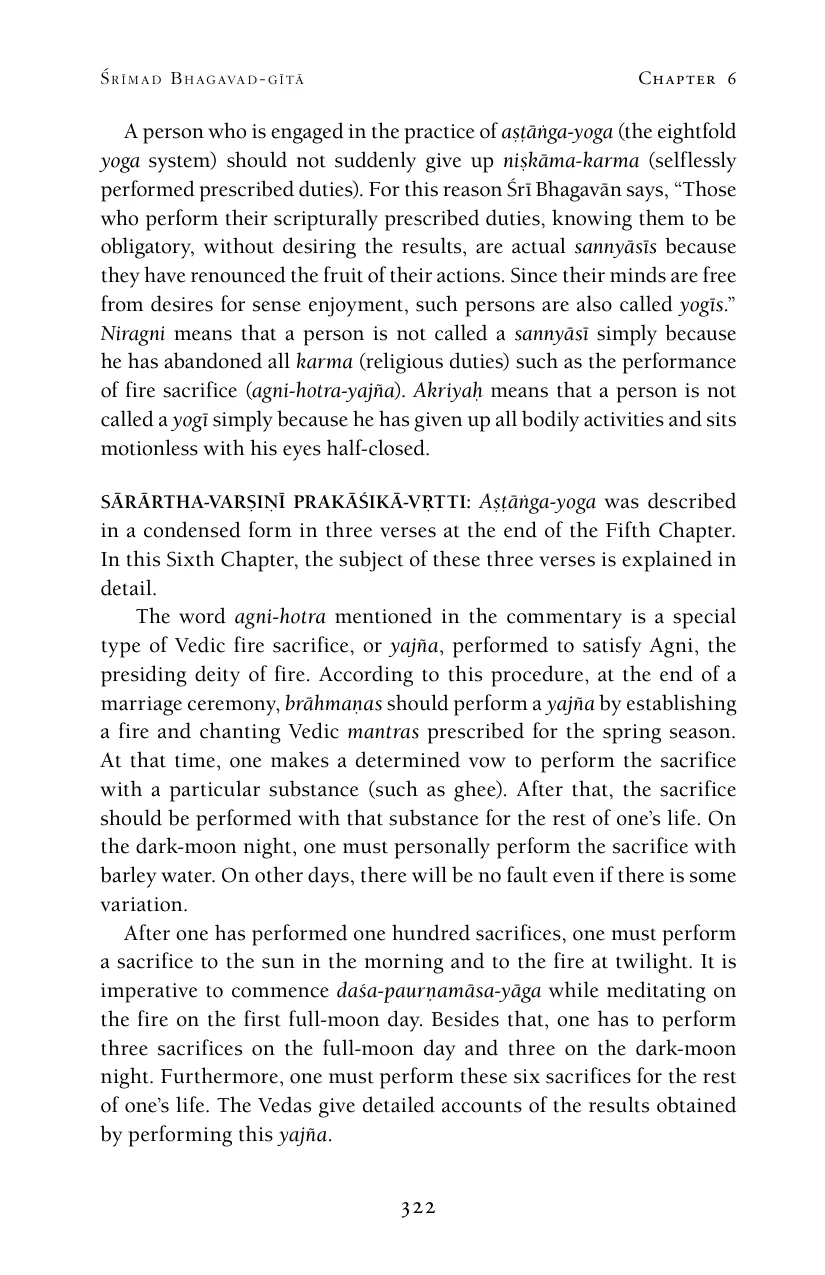 Śrīmad Bhagavad-gītā Chapter 6
A person who is engaged in the practice of aṣṭāṅga-yoga (the eightfold
yoga system) should not suddenly give up niṣkāma-karma (selflessly
performed prescribed duties). For this reason Śrī Bhagavān says, “Those
who perform their scripturally prescribed duties, knowing them to be
obligatory, without desiring the results, are actual sannyāsīs because
they have renounced the fruit of their actions. Since their minds are free
from desires for sense enjoyment, such persons are also called yogīs.”
Niragni means that a person is not called a sannyāsī simply because
he has abandoned all karma (religious duties) such as the performance
of fire sacrifice (agni-hotra-yajña). Akriyaḥ means that a person is not
called a yogī simply because he has given up all bodily activities and sits
motionless with his eyes half-closed.
SĀRĀRTHA-VARṢIṆĪ PRAKĀŚIKĀ-VṚTTI: Aṣṭāṅga-yoga was described
in a condensed form in three verses at the end of the Fifth Chapter.
In this Sixth Chapter, the subject of these three verses is explained in
detail.
The word agni-hotra mentioned in the commentary is a special
type of Vedic fire sacrifice, or yajña, performed to satisfy Agni, the
presiding deity of fire. According to this procedure, at the end of a
marriage ceremony, brāhmaṇas should perform a yajña by establishing
a fire and chanting Vedic mantras prescribed for the spring season.
At that time, one makes a determined vow to perform the sacrifice
with a particular substance (such as ghee). After that, the sacrifice
should be performed with that substance for the rest of one’s life. On
the dark-moon night, one must personally perform the sacrifice with
barley water. On other days, there will be no fault even if there is some
variation.
After one has performed one hundred sacrifices, one must perform
a sacrifice to the sun in the morning and to the fire at twilight. It is
imperative to commence daśa-paurṇamāsa-yāga while meditating on
the fire on the first full-moon day. Besides that, one has to perform
three sacrifices on the full-moon day and three on the dark-moon
night. Furthermore, one must perform these six sacrifices for the rest
of one’s life. The Vedas give detailed accounts of the results obtained
by performing this yajña.
322